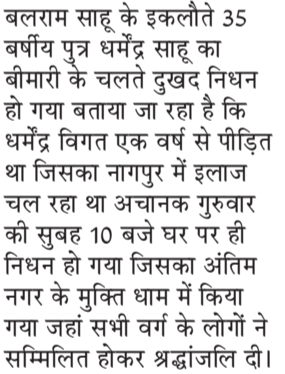 बलराम साहू के इकलौते 35
बर्षीय पुत्र धर्मेंद्र साहू का
बीमारी के चलते दुखद निधन
हो गया बताया जा रहा है कि
धर्मेंद्र विगत एक वर्ष से पीड़ित
था जिसका नागपुर में इलाज
चल रहा था अचानक गुरुवार
की सुबह 10 बजे घर पर ही
निधन हो गया जिसका अंतिम
नगर के मुक्ति धाम में किया
गया जहां सभी वर्ग के लोगों ने
सम्मिलित होकर श्रद्धांजलि दी।